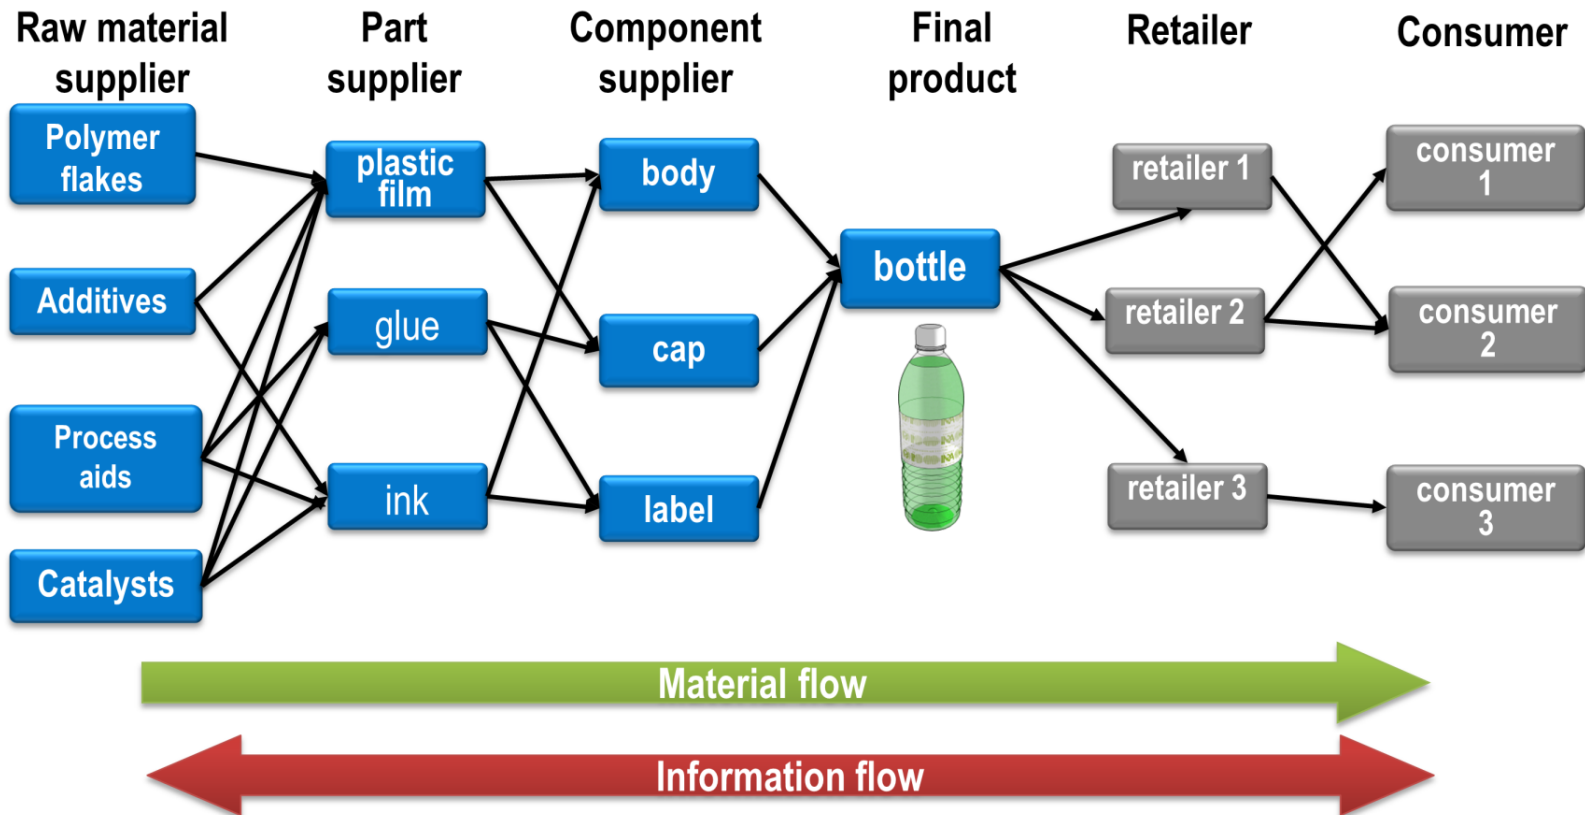 Raw material
supplier
Part
supplier
Component
supplier
Final
product
Retailer
Consumer
Polymer
flakes
Additives
Process
aids
Catalysts
plastic
film
glue
ink
body
cap
label
bottle
retailer 1
retailer 2
retailer 3
consumer
1
consumer
2
consumer
3
Material flow
Information flow